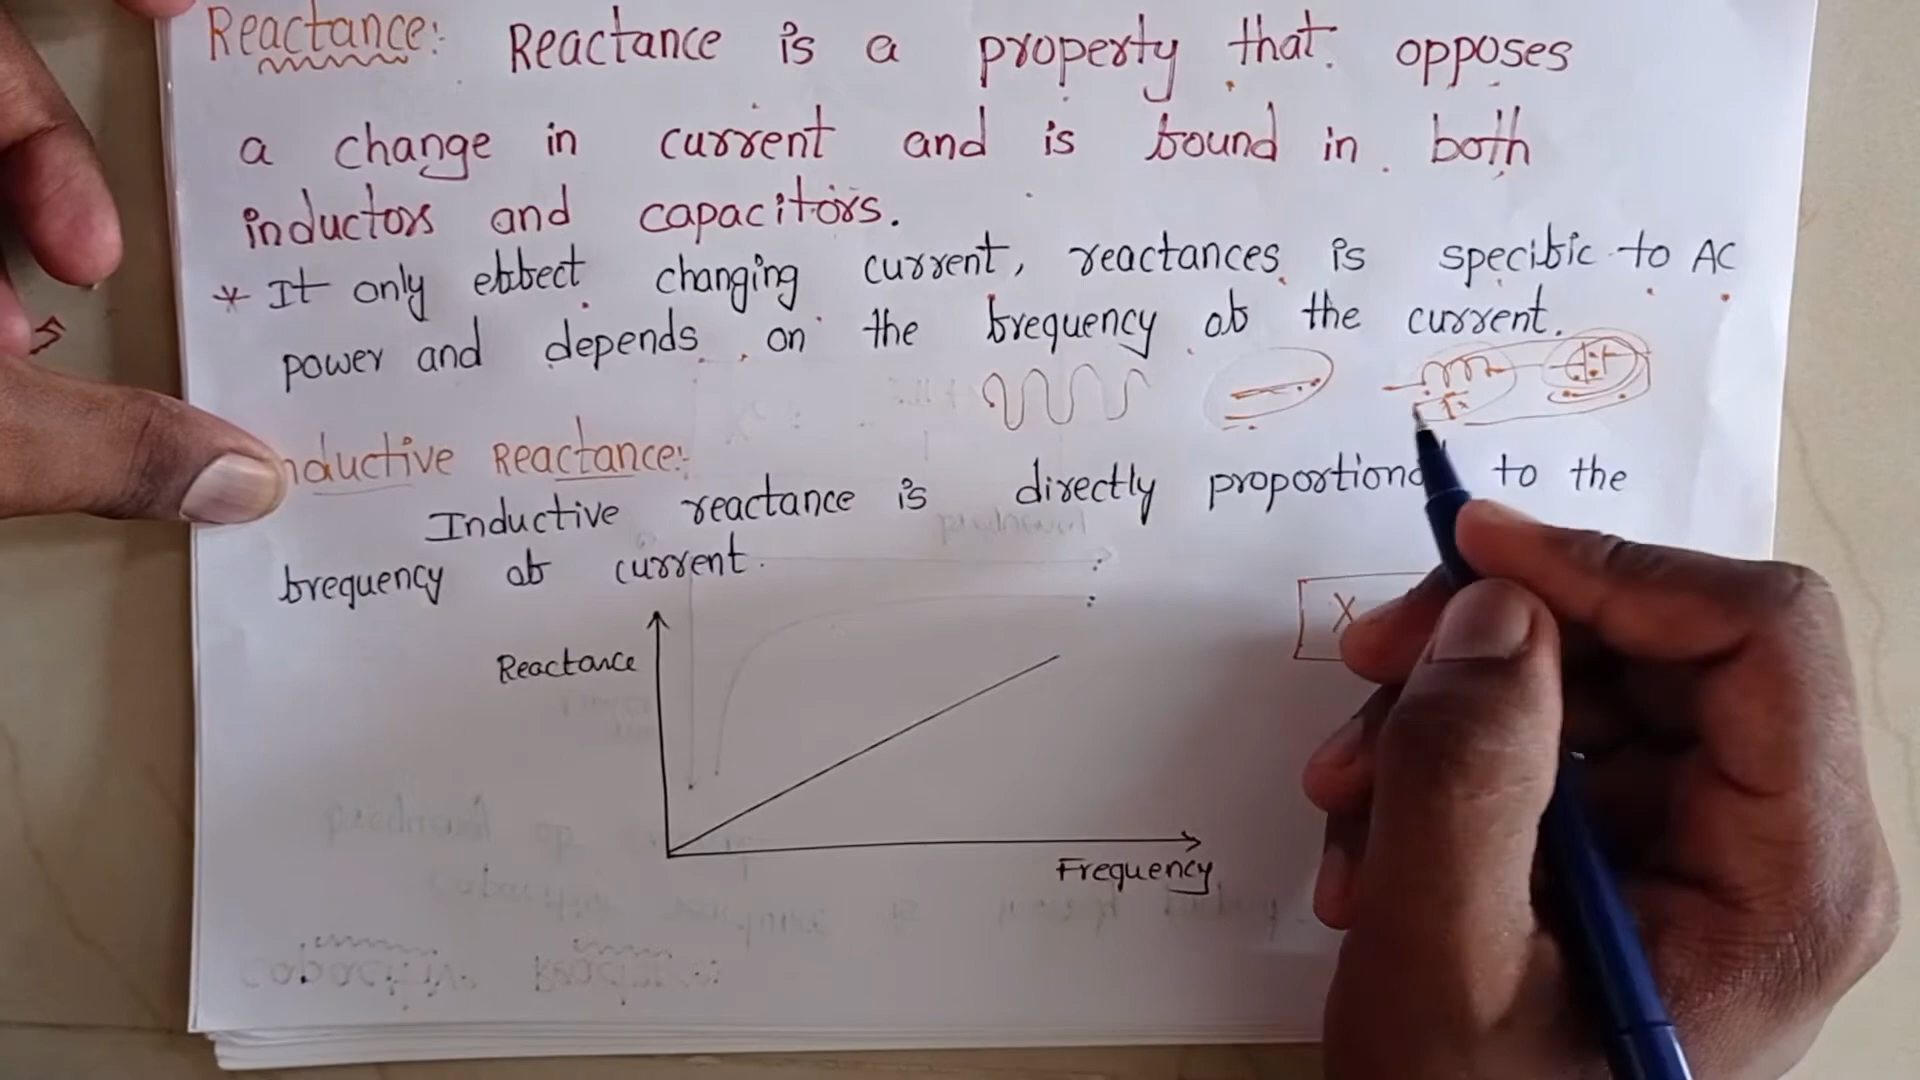 Reactance: Reactance is a property that opposes
a change in current and is found in both
inductors and capacitors.
* It only effect changing current, reactances is specific to AC
power and depends on the frequency of the current.
Inductive Reactance:
Inductive reactance is directly proportional to the
frequency of current.
X
Reactance
Frequency